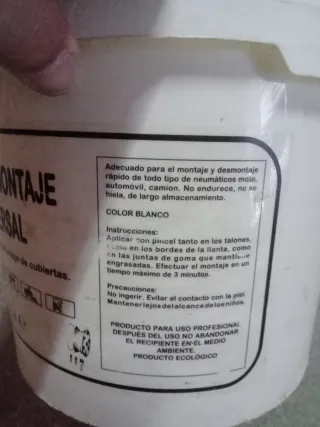 MONTAJE
RSAL
de cubiertas.
Adecuado para el montaje y desmontaje
rápido de todo tipo de neumáticos moto,
automóvil, camion. No endurece, no se
hiela, de largo almacenamiento.
COLOR BLANCO
Instrucciones:
Aplicar con pincel tanto en los talones,
como en los bordes de la llanta, como
en las juntas de goma que mantiene
engrasadas. Efectuar el montaje en un
tiempo máximo de 3 minutos.
Precauciones:
No ingerir. Evitar el contacto con la piel.
Mantener lejos del alcance de los niños.
PRODUCTO PARA USO PROFESIONAL
DESPUÉS DEL USO NO ABANDONAR
EL RECIPIENTE EN EL MEDIO
AMBIENTE.
PRODUCTO ECOLÓGICO